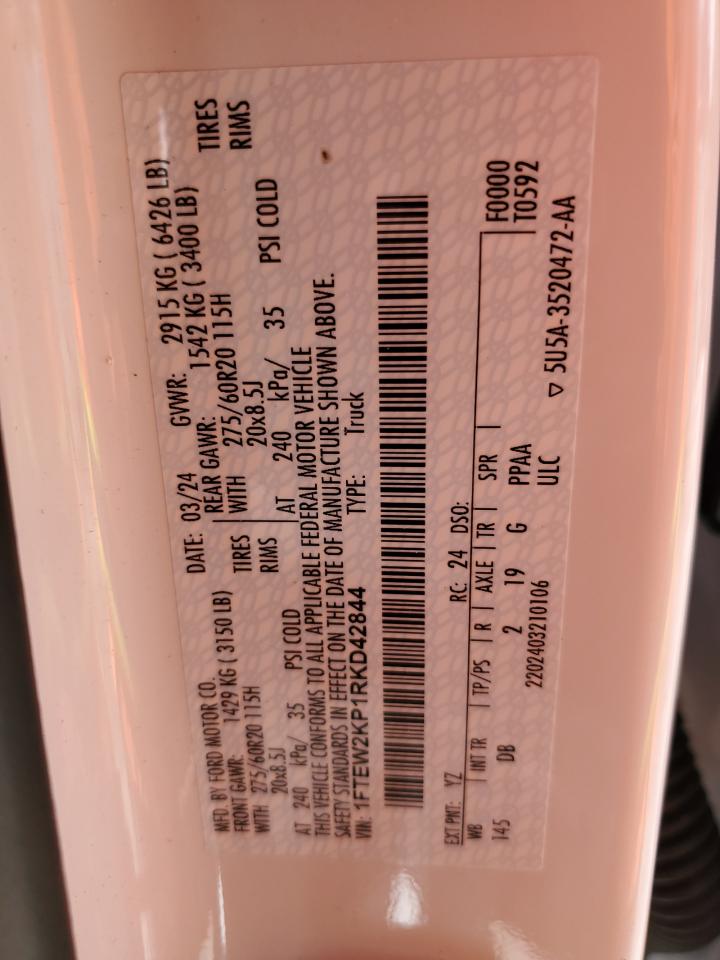 MFD. BY FORD MOTOR CO.
DATE: 03/24 GVWR: 2915 KG ( 6426 LB)
FRONT GAWR: 1429 KG ( 3150 LB) REAR GAWR: 1542 KG ( 3400 LB)
WITH 275/60R20 115H TIRES WITH 275/60R20 115H TIRES
20x8.5J RIMS 20x8.5J RIMS
AT 240 kPa/ 35 PSI COLD AT 240 kPa/ 35 PSI COLD
THIS VEHICLE CONFORMS TO ALL APPLICABLE FEDERAL MOTOR VEHICLE
SAFETY STANDARDS IN EFFECT ON THE DATE OF MANUFACTURE SHOWN ABOVE.
VIN: 1FTEW2KP1RKD42844 TYPE: Truck
EXT PNT: YZ RC: 24 DSO: F0000
WB INT TR TP/PS R AXLE TR SPR T0592
145 DB 2 19 G PPAA
ULC
2202403210106 ▽ 5U5A-3520472-AA